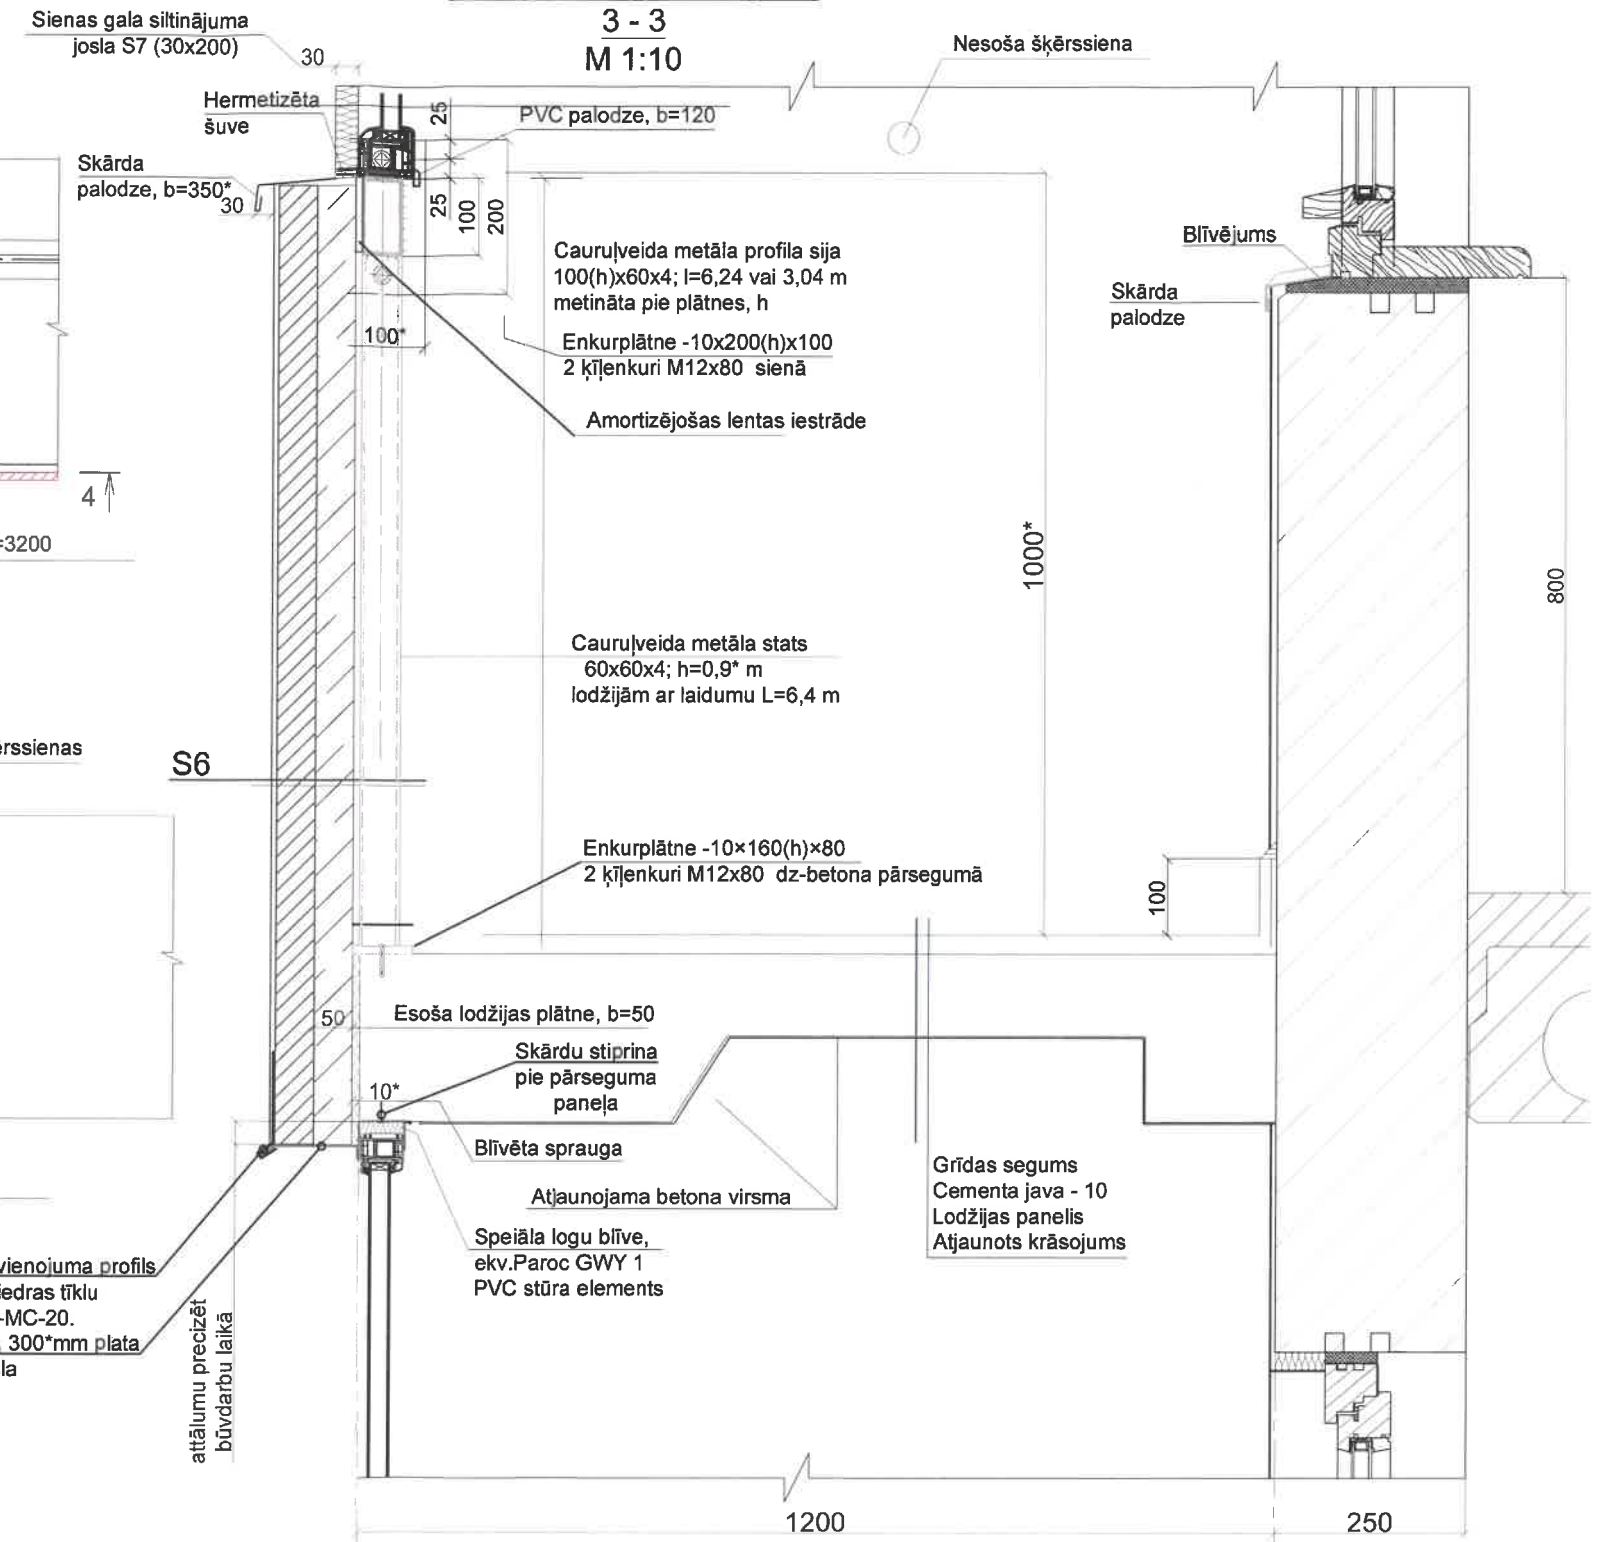 3 - 3
M 1:10
Sienas gala siltinājuma
josla S7 (30x200)
30
Nesoša šķērssiena
Hermetizēta
šuve
PVC palodze, b=120
25
Skārda
palodze, b=350*
30
25
100
200
Cauruļveida metāla profila sija
100(h)x60x4; l=6,24 vai 3,04 m
metināta pie plātnes, h
Blīvējums
Skārda
palodze
100*
Enkurplātne -10x200(h)x100
2 ķīļenkuri M12x80 sienā
Amortizējošas lentas iestrāde
4
=3200
1000*
800
Cauruļveida metāla stats
60x60x4; h=0,9* m
lodžijām ar laidumu L=6,4 m
ērssienas
S6
Enkurplātne -10×160(h)×80
2 ķīļenkuri M12x80 dz-betona pārsegumā
100
50
Esoša lodžijas plātne, b=50
Skārdu stiprina
pie pārseguma
paneļa
10*
Blīvēta sprauga
Atjaunojama betona virsma
Grīdas segums
Cementa java - 10
Lodžijas panelis
Atjaunots krāsojums
Speiāla logu blīve,
ekv.Paroc GWY 1
PVC stūra elements
vienojuma profils
iedras tīklu
-MC-20.
300*mm plata
la
attālumu precizēt
būvdarbu laikā
1200
250